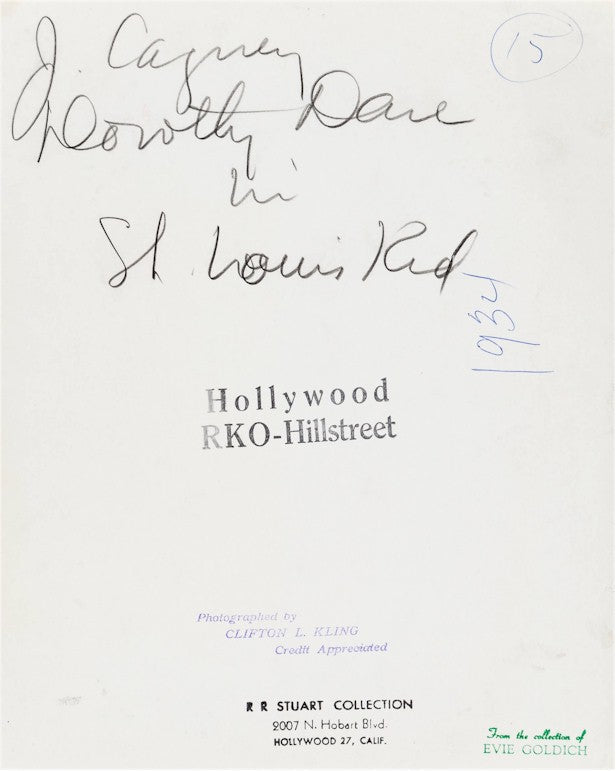 J. Cagney
Dorothy Dare
in
St. Louis Kid
15
1934
Hollywood
RKO-Hillstreet
Photographed by
CLIFTON L. KLING
Credit Appreciated
R R STUART COLLECTION
2007 N. Hobart Blvd.
HOLLYWOOD 27, CALIF.
From the collection of
EVIE GOLDICH